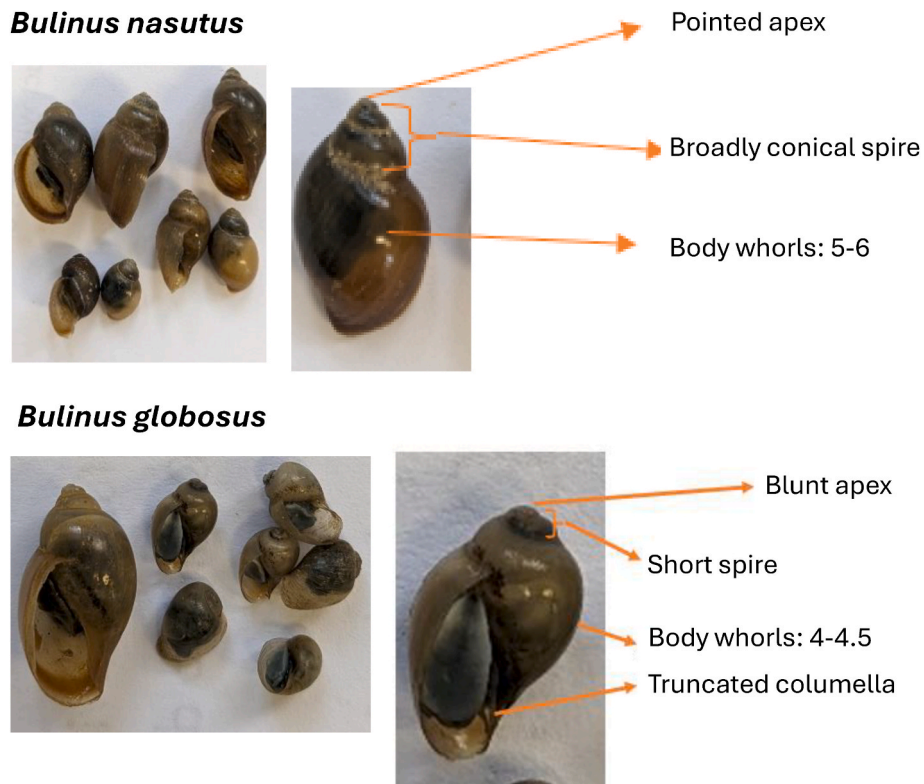 Bulinus nasutus
Pointed apex
Broadly conical spire
Body whorls: 5-6
Bulinus globosus
Blunt apex
Short spire
Body whorls: 4-4.5
Truncated columella